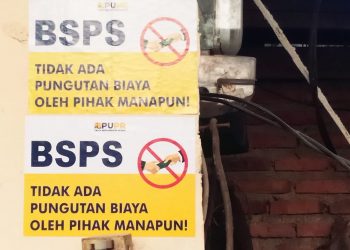 PUPR
BSPS
TIDAK ADA
PUNGUTAN BIAYA
OLEH PIHAK MANAPUN!
PUPR
BSPS
TIDAK ADA
PUNGUTAN BIAYA
OLEH PIHAK MANAPUN!